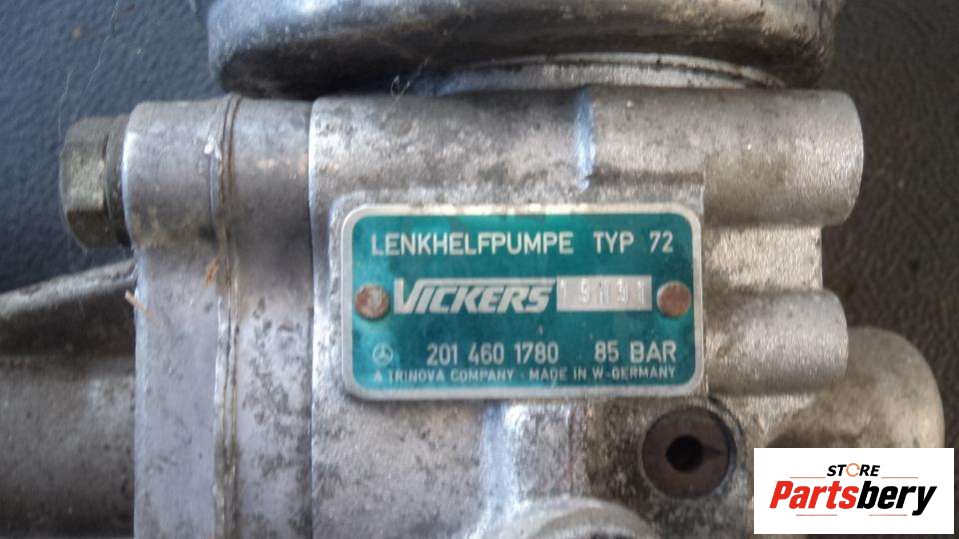 LENKHELFPUMPE TYP 72
VICKERS
201 460 1780 85 BAR
A TRINOVA COMPANY - MADE IN W-GERMANY
STORE
Partsbery